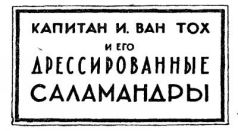 КАПИТАН И. ВАН ТОХ
И ЕГО
ДРЕССИРОВАННЫЕ
САЛАМАНДРЫ